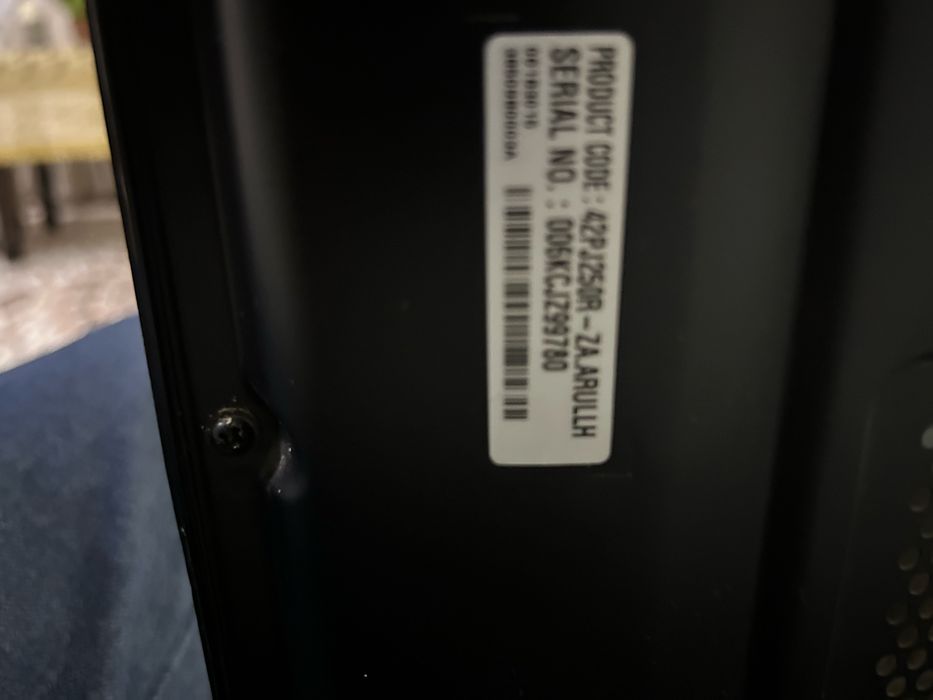 PRODUCT CODE : 42PJ250R-ZA.ARULLH
SERIAL NO. : 006KCJZ99780